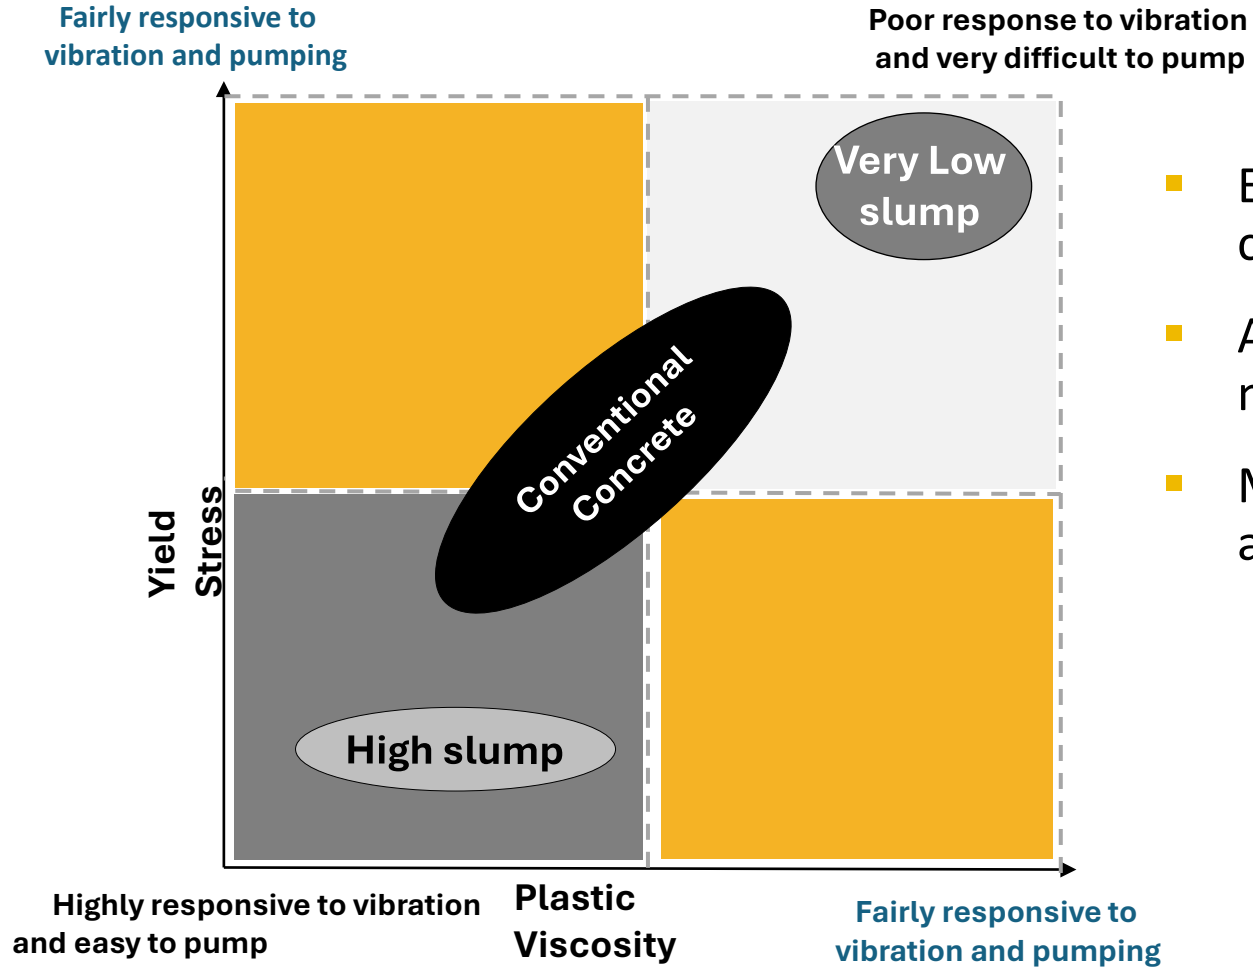 Fairly responsive to
vibration and pumping
Poor response to vibration
and very difficult to pump
Very Low
slump
Conventional
Concrete
Yield
Stress
High slump
Highly responsive to vibration
and easy to pump
Plastic
Viscosity
Fairly responsive to
vibration and pumping